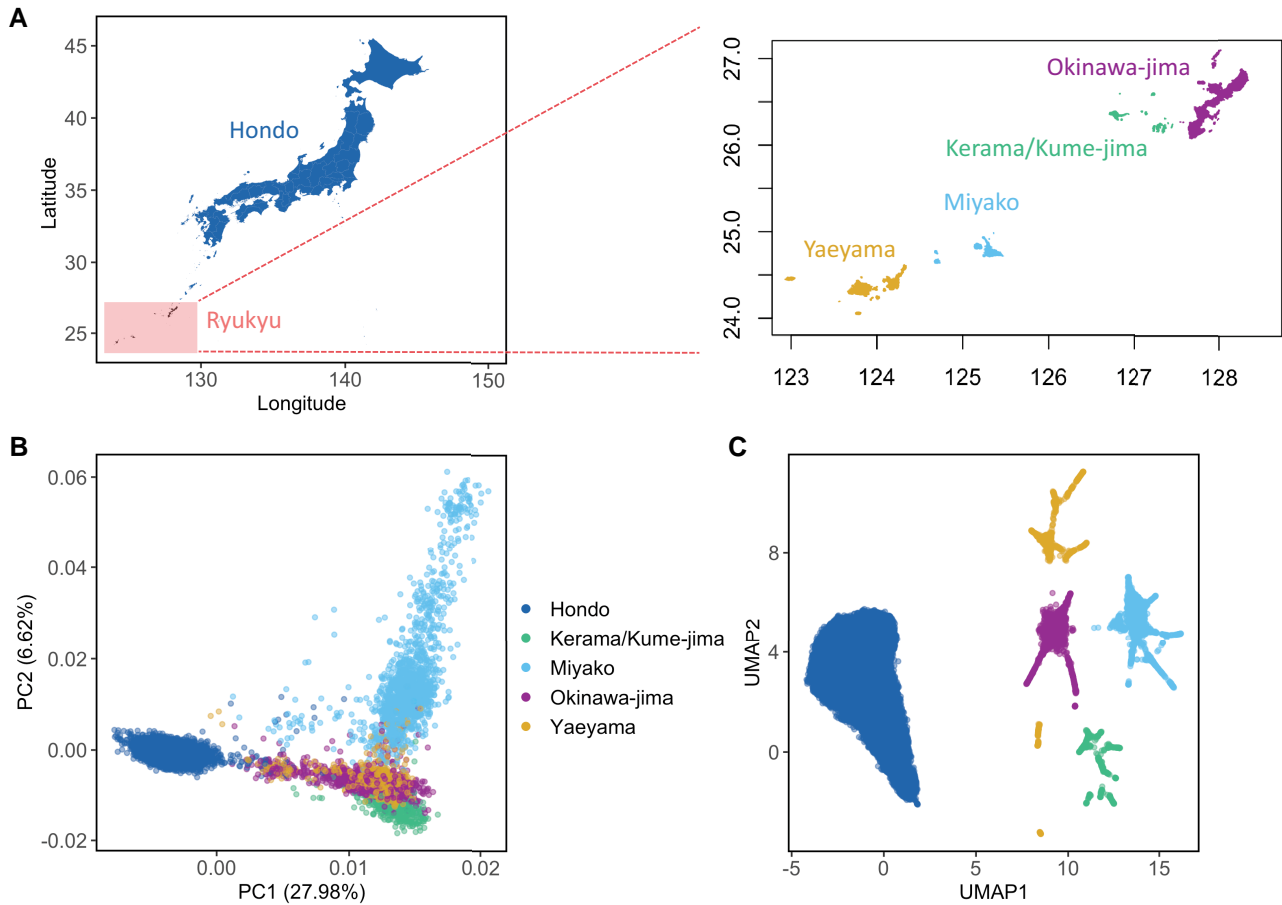 A
45
40
35
30
25
Latitude
Hondo
Ryukyu
130
140
150
Longitude
27.0
26.0
25.0
24.0
Okinawa-jima
Kerama/Kume-jima
Miyako
Yaeyama
123
124
125
126
127
128
B
0.06
0.04
0.02
0.00
-0.02
PC2 (6.62%)
0.00
0.01
0.02
PC1 (27.98%)
Hondo
Kerama/Kume-jima
Miyako
Okinawa-jima
Yaeyama
C
8
4
0
UMAP2
-5
0
5
10
15
UMAP1